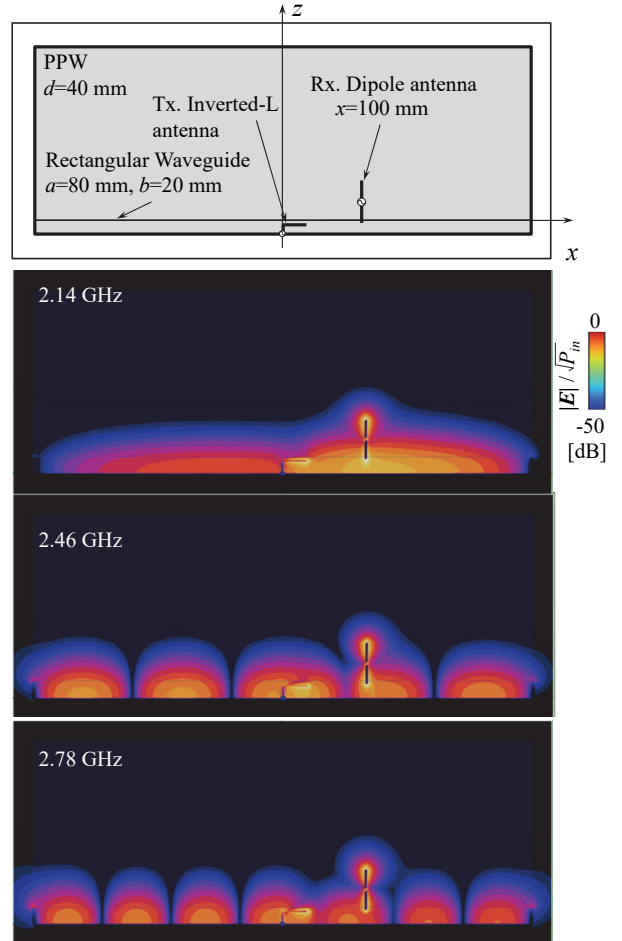 z
PPW
d=40 mm
Tx. Inverted-L
antenna
Rx. Dipole antenna
x=100 mm
Rectangular Waveguide
a=80 mm, b=20 mm
x
2.14 GHz
0
|E| / √P_in
-50
[dB]
2.46 GHz
2.78 GHz